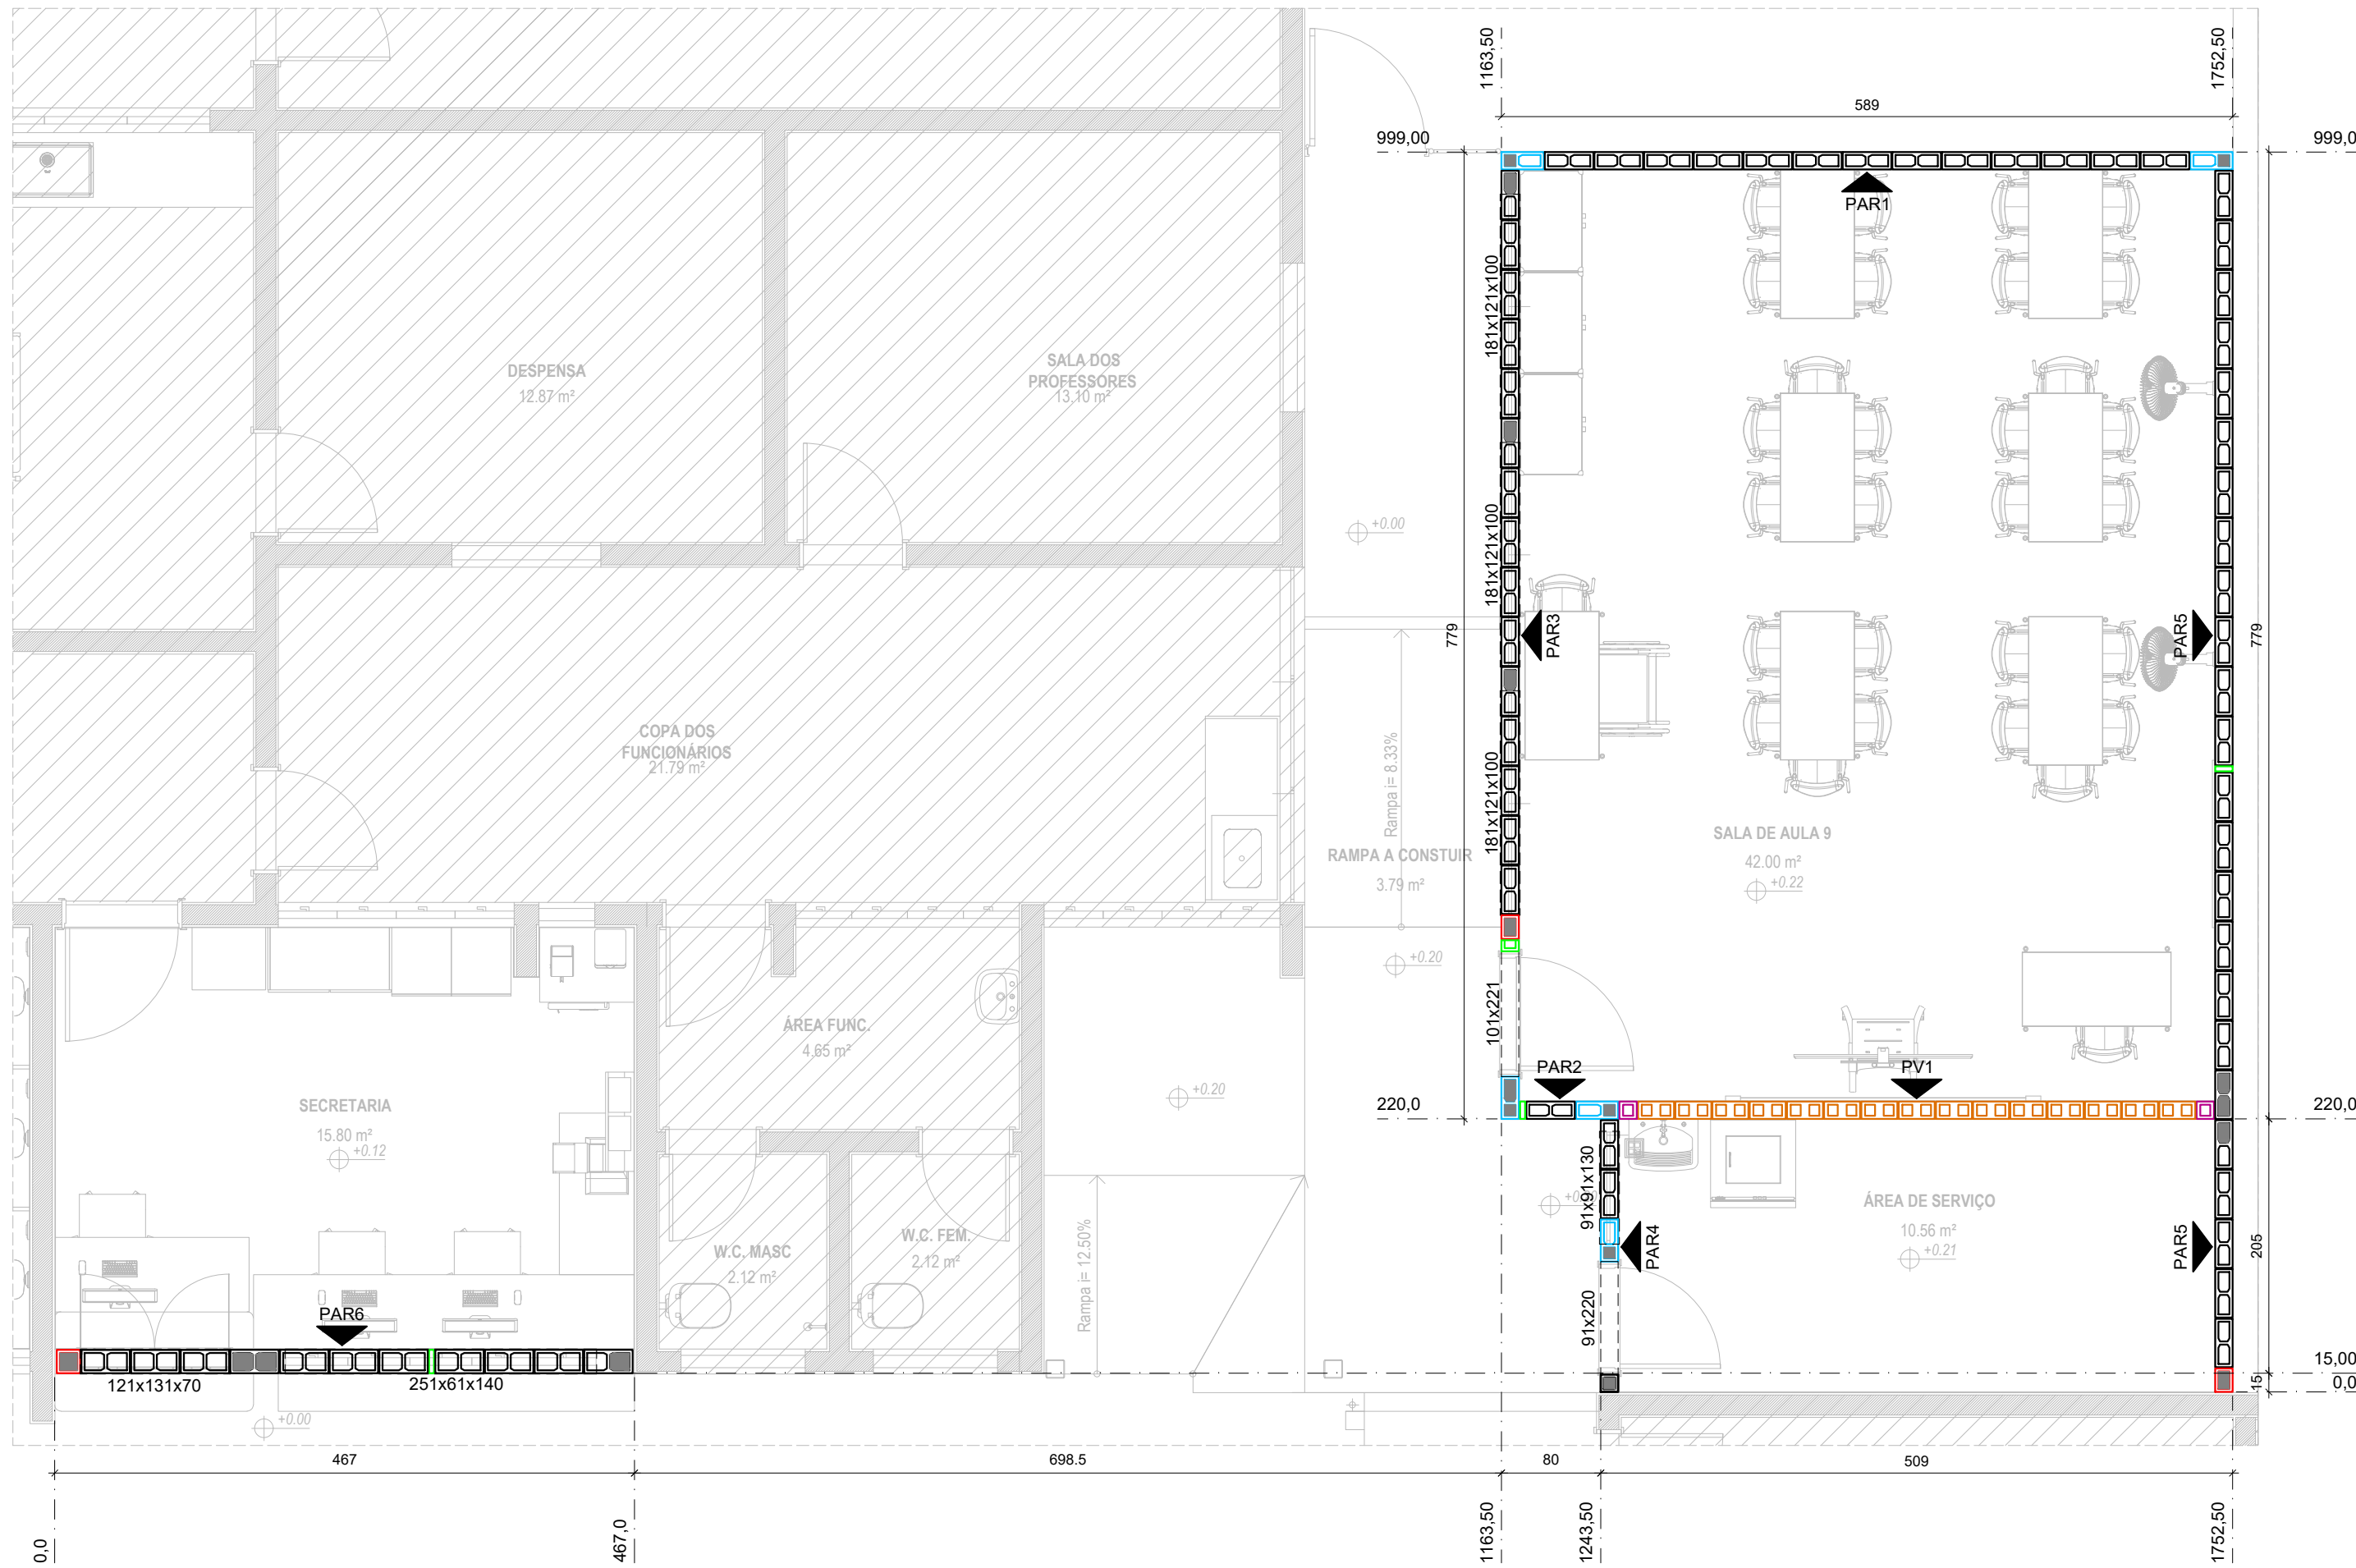 1163,50
1752,50
589
999,00
999,0
PAR1
181x121x100
DESPENSA
12.87 m²
SALA DOS
PROFESSORES
13.10 m²
+0.00
181x121x100
779
PAR3
PAR5
779
COPA DOS
FUNCIONÁRIOS
21.79 m²
Rampa i= 8.33%
181x121x100
RAMPA A CONSTUIR
3.79 m²
SALA DE AULA 9
42.00 m²
+0.22
+0.20
101x221
ÁREA FUNC.
4.65 m²
PAR2
PV1
SECRETARIA
15.80 m²
+0.12
+0.20
220,0
220,0
91x91x130
ÁREA DE SERVIÇO
10.56 m²
+0.21
W.C. MASC
2.12 m²
W.C. FEM.
2.12 m²
Rampa i= 12.50%
PAR4
PAR5
205
PAR6
91x220
121x131x70
251x61x140
15,00
15
0,0
+0.00
467
698.5
80
509
0,0
467,0
1163,50
1243,50
1752,50